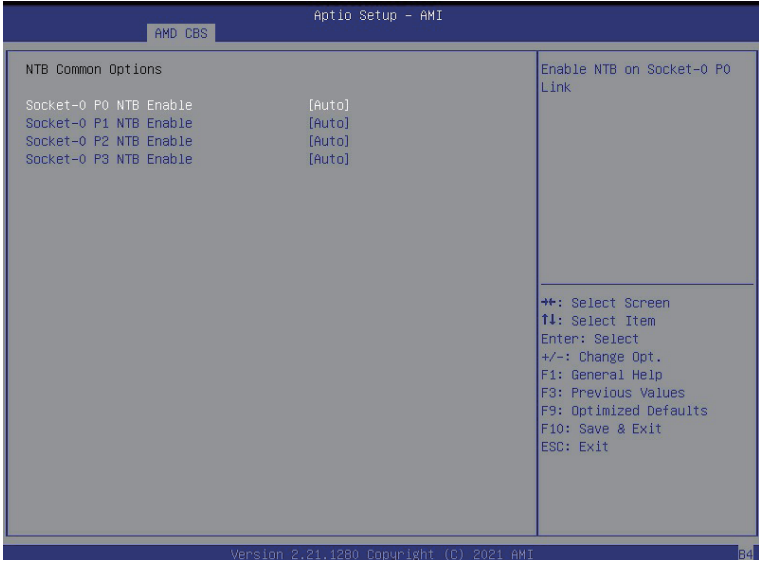 Aptio Setup – AMI
AMD CBS
NTB Common Options
Socket-0 P0 NTB Enable [Auto]
Socket-0 P1 NTB Enable [Auto]
Socket-0 P2 NTB Enable [Auto]
Socket-0 P3 NTB Enable [Auto]
Enable NTB on Socket-0 P0
Link
→←: Select Screen
↑↓: Select Item
Enter: Select
+/-: Change Opt.
F1: General Help
F3: Previous Values
F9: Optimized Defaults
F10: Save & Exit
ESC: Exit
Version 2.21.1280 Copyright (C) 2021 AMI
B4